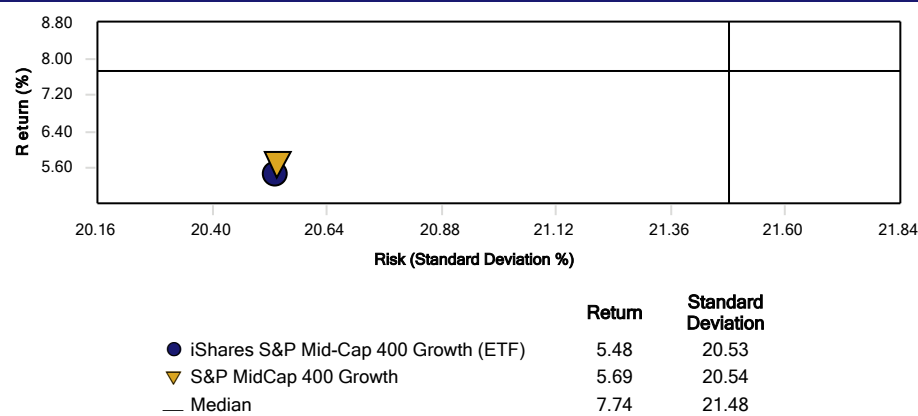 8.80
8.00
7.20
6.40
5.60
Return (%)
20.16 20.40 20.64 20.88 21.12 21.36 21.60 21.84
Risk (Standard Deviation %)
Return Standard Deviation
iShares S&P Mid-Cap 400 Growth (ETF) 5.48 20.53
S&P MidCap 400 Growth 5.69 20.54
Median 7.74 21.48